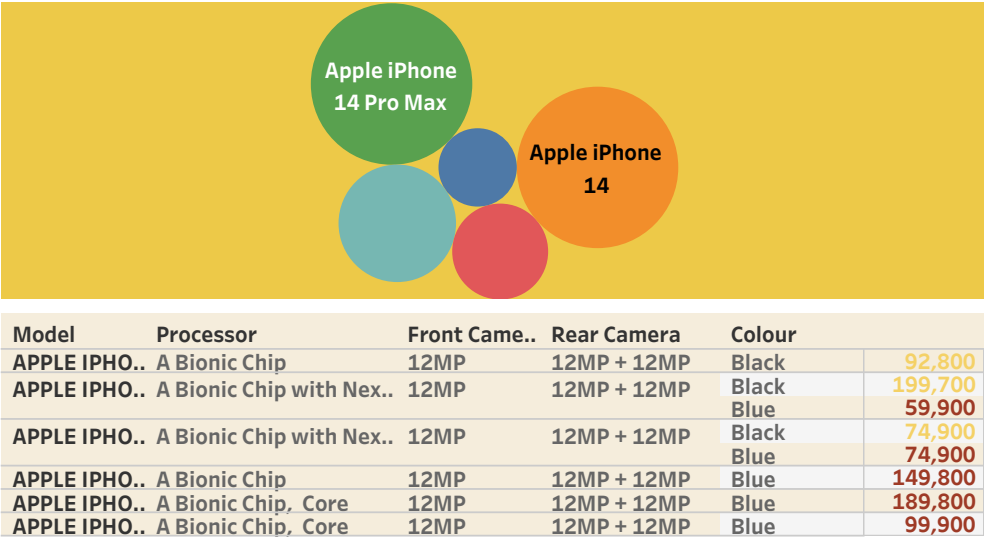 Apple iPhone
14 Pro Max
Apple iPhone
14
Model Processor Front Came.. Rear Camera Colour
APPLE IPHO.. A Bionic Chip 12MP 12MP + 12MP Black 92,800
APPLE IPHO.. A Bionic Chip with Nex.. 12MP 12MP + 12MP Black 199,700
Blue 59,900
APPLE IPHO.. A Bionic Chip with Nex.. 12MP 12MP + 12MP Black 74,900
Blue 74,900
APPLE IPHO.. A Bionic Chip 12MP 12MP + 12MP Blue 149,800
APPLE IPHO.. A Bionic Chip, Core 12MP 12MP + 12MP Blue 189,800
APPLE IPHO.. A Bionic Chip, Core 12MP 12MP + 12MP Blue 99,900